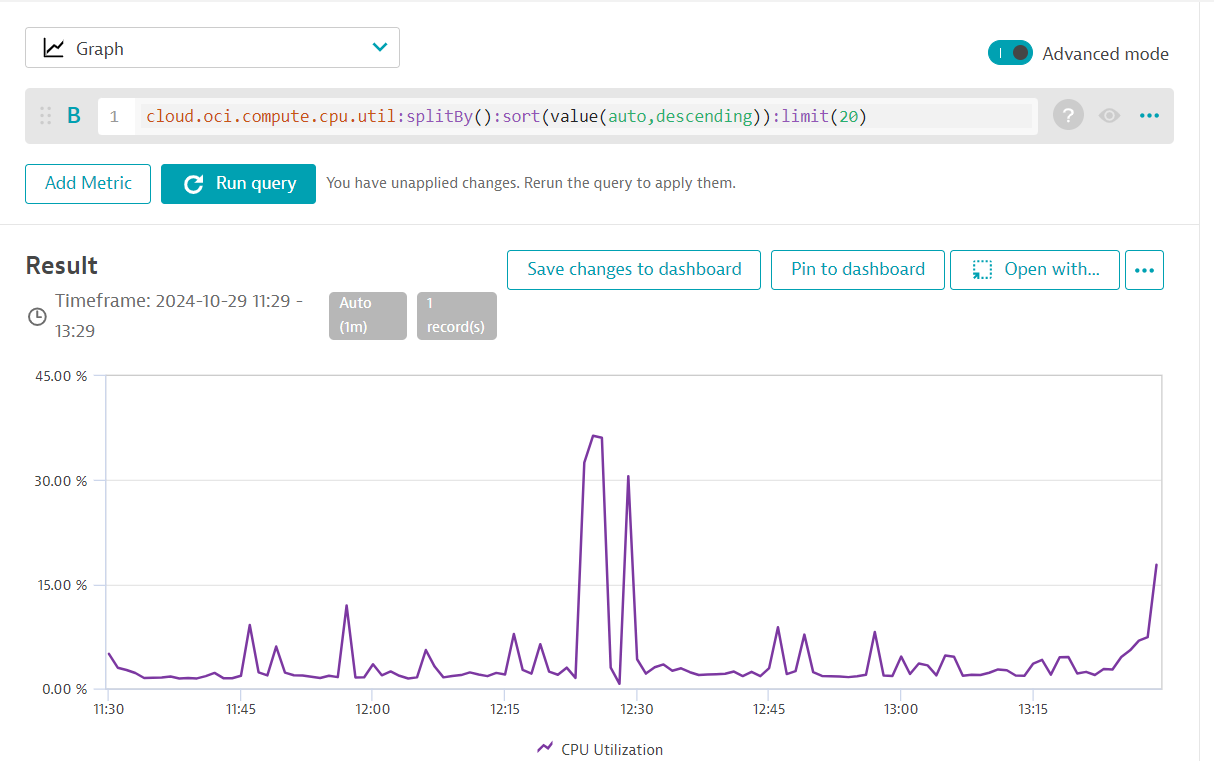 Graph
Advanced mode
B 1 cloud.oci.compute.cpu.util:splitBy():sort(value(auto,descending)):limit(20) ?
Add Metric Run query You have unapplied changes. Rerun the query to apply them.
Result
Save changes to dashboard Pin to dashboard Open with...
Timeframe: 2024-10-29 11:29 -
13:29
Auto
(1m)
1
record(s)
45.00 %
30.00 %
15.00 %
0.00 %
11:30 11:45 12:00 12:15 12:30 12:45 13:00 13:15
CPU Utilization